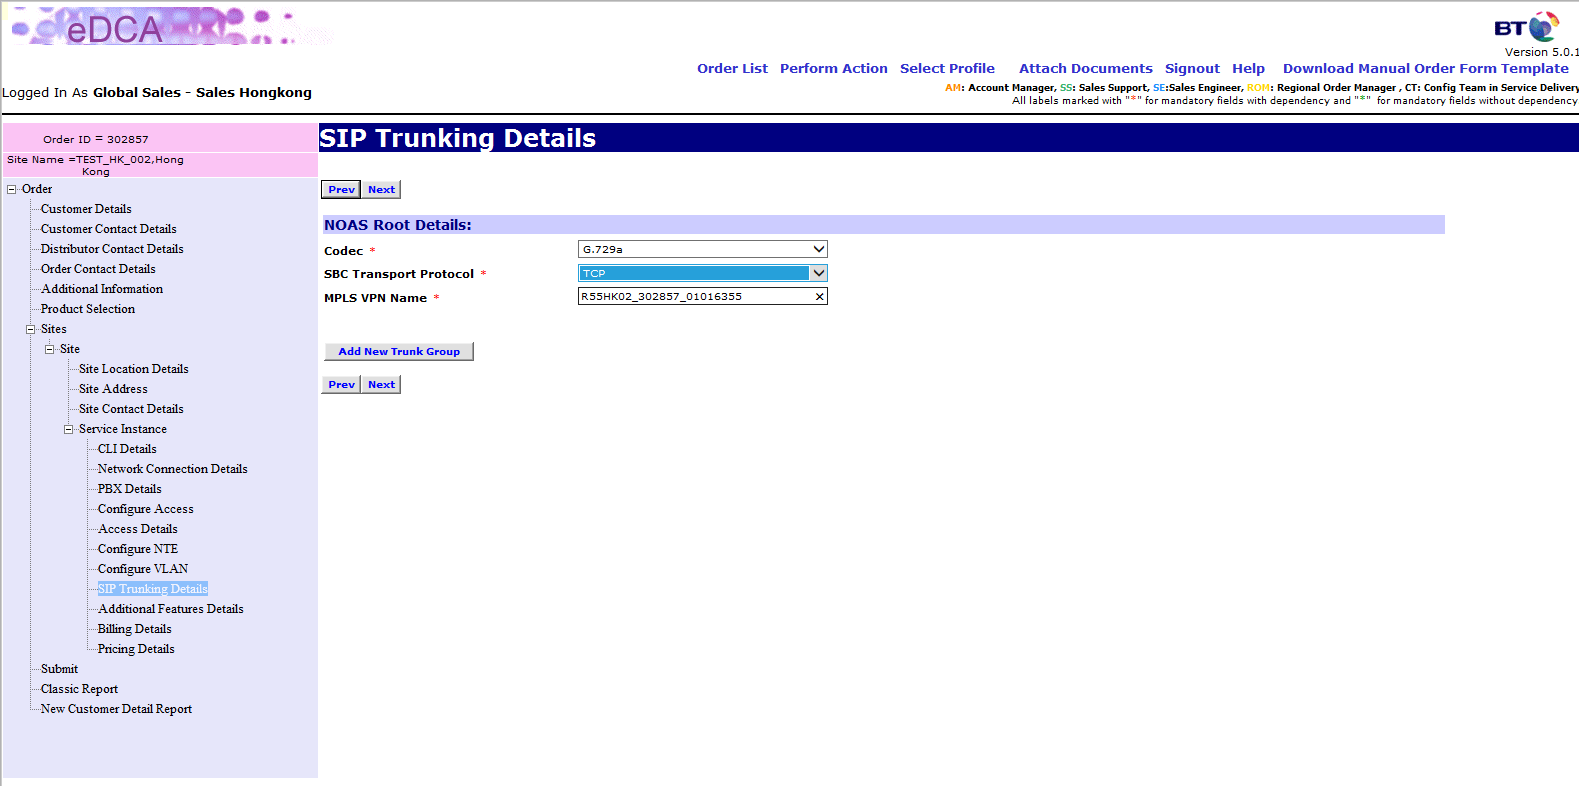 eDCA
BT
Version 5.0.1
Order List Perform Action Select Profile Attach Documents Signout Help Download Manual Order Form Template
Logged In As Global Sales - Sales Hongkong
AM: Account Manager, SS: Sales Support, SE:Sales Engineer, ROM: Regional Order Manager , CT: Config Team in Service Delivery
All labels marked with "*" for mandatory fields with dependency and "*" for mandatory fields without dependency
Order ID = 302857
Site Name =TEST_HK_002,Hong
Kong
SIP Trunking Details
Order
Customer Details
Customer Contact Details
Distributor Contact Details
Order Contact Details
Additional Information
Product Selection
Sites
Site
Site Location Details
Site Address
Site Contact Details
Service Instance
CLI Details
Network Connection Details
PBX Details
Configure Access
Access Details
Configure NTE
Configure VLAN
SIP Trunking Details
Additional Features Details
Billing Details
Pricing Details
Submit
Classic Report
New Customer Detail Report
Prev Next
NOAS Root Details:
Codec * G.729a
SBC Transport Protocol * TCP
MPLS VPN Name * R55HK02_302857_01016355
Add New Trunk Group
Prev Next